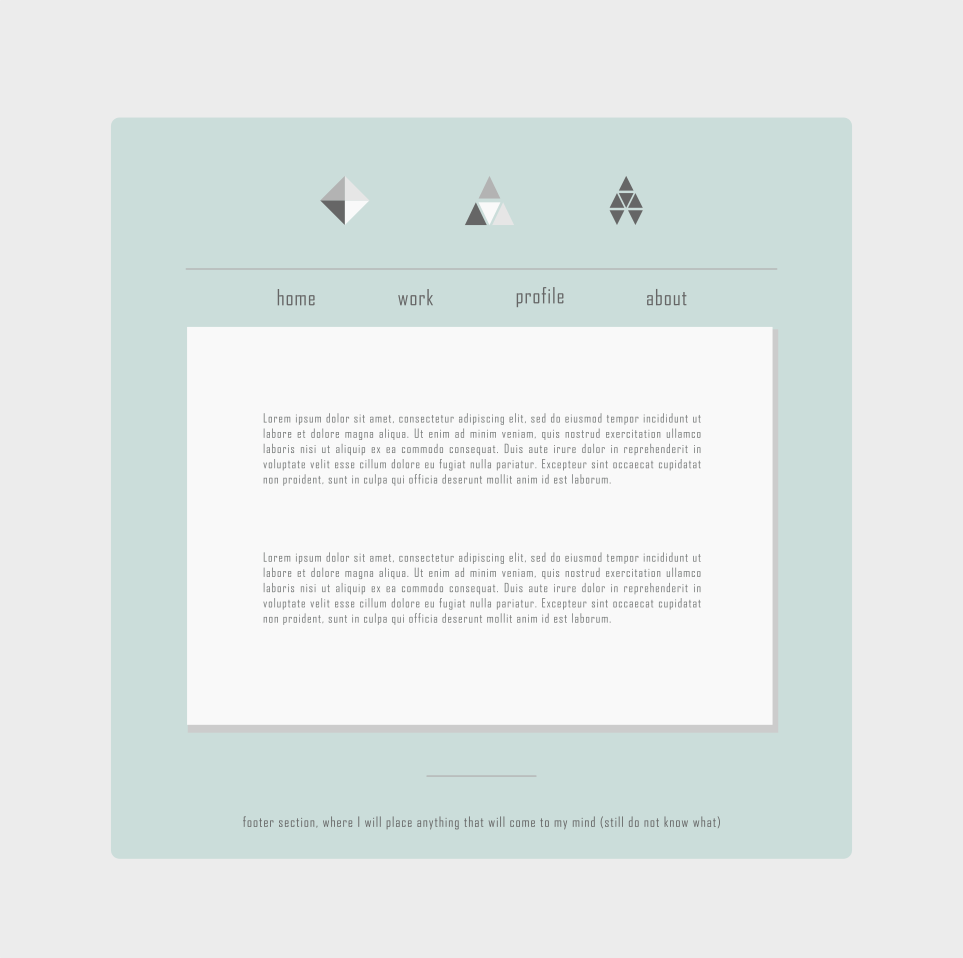 home work profile about
Lorem ipsum dolor sit amet, consectetur adipiscing elit, sed do eiusmod tempor incididunt ut
labore et dolore magna aliqua. Ut enim ad minim veniam, quis nostrud exercitation ullamco
laboris nisi ut aliquip ex ea commodo consequat. Duis aute irure dolor in reprehenderit in
voluptate velit esse cillum dolore eu fugiat nulla pariatur. Excepteur sint occaecat cupidatat
non proident, sunt in culpa qui officia deserunt mollit anim id est laborum.
Lorem ipsum dolor sit amet, consectetur adipiscing elit, sed do eiusmod tempor incididunt ut
labore et dolore magna aliqua. Ut enim ad minim veniam, quis nostrud exercitation ullamco
laboris nisi ut aliquip ex ea commodo consequat. Duis aute irure dolor in reprehenderit in
voluptate velit esse cillum dolore eu fugiat nulla pariatur. Excepteur sint occaecat cupidatat
non proident, sunt in culpa qui officia deserunt mollit anim id est laborum.
footer section, where I will place anything that will come to my mind (still do not know what)